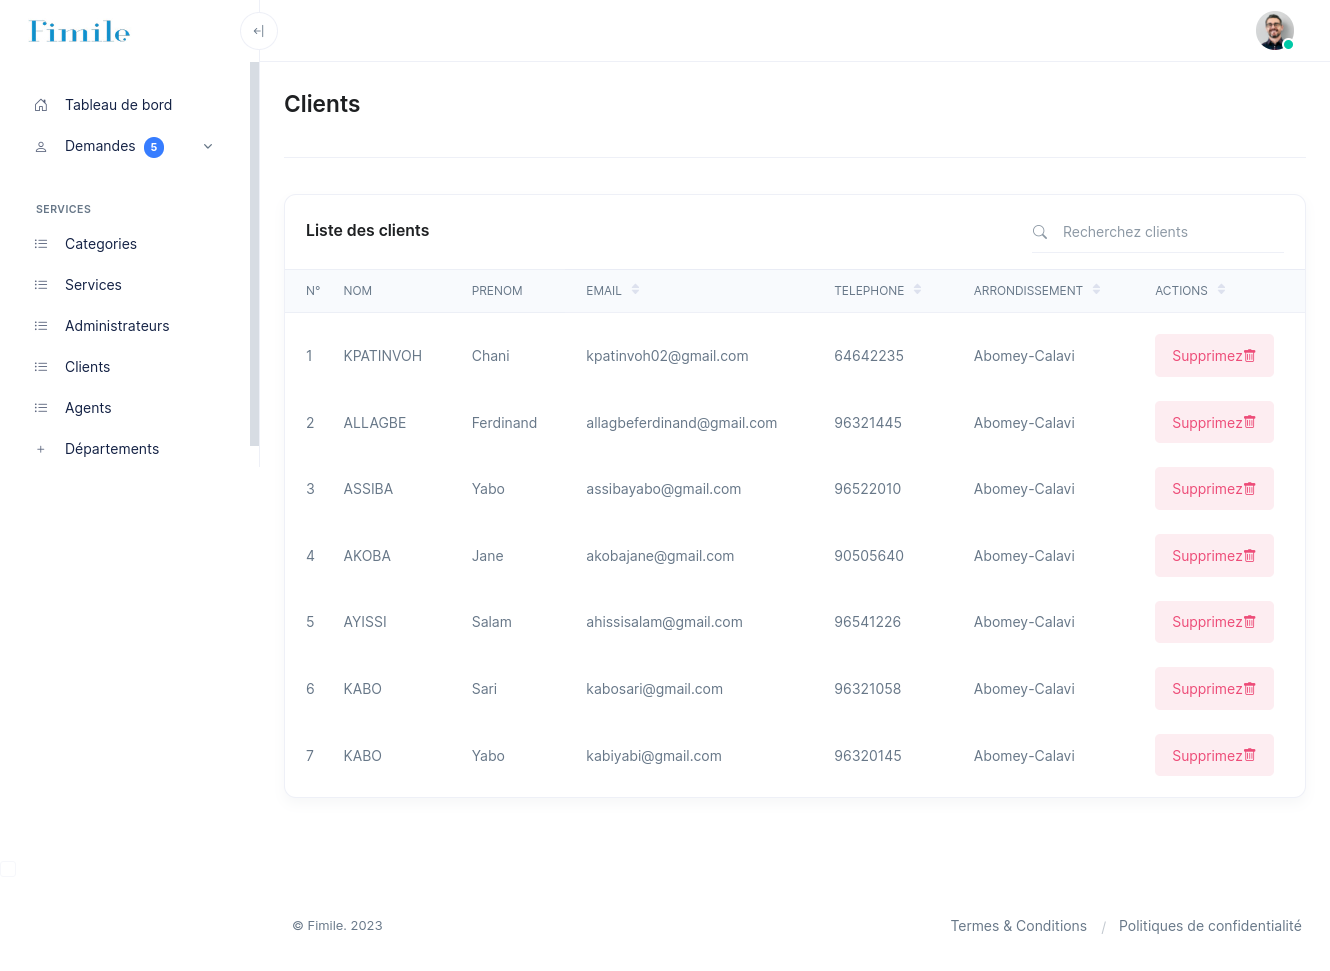 Fimile
Tableau de bord
Demandes 5
SERVICES
Categories
Services
Administrateurs
Clients
Agents
Départements
Clients
Liste des clients
Recherchez clients
N° NOM PRENOM EMAIL TELEPHONE ARRONDISSEMENT ACTIONS
1 KPATINVOH Chani kpatinvoh02@gmail.com 64642235 Abomey-Calavi Supprimez
2 ALLAGBE Ferdinand allagbeferdinand@gmail.com 96321445 Abomey-Calavi Supprimez
3 ASSIBA Yabo assibayabo@gmail.com 96522010 Abomey-Calavi Supprimez
4 AKOBA Jane akobajane@gmail.com 90505640 Abomey-Calavi Supprimez
5 AYISSI Salam ahissisalam@gmail.com 96541226 Abomey-Calavi Supprimez
6 KABO Sari kabosari@gmail.com 96321058 Abomey-Calavi Supprimez
7 KABO Yabo kabiyabi@gmail.com 96320145 Abomey-Calavi Supprimez
© Fimile. 2023
Termes & Conditions / Politiques de confidentialité